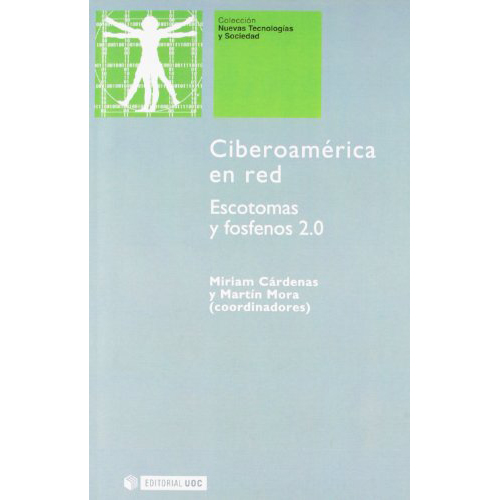 Colección
Nuevas Tecnologías
y Sociedad
Ciberoamérica
en red
Escotomas
y fosfenos 2.0
Miriam Cárdenas
y Martín Mora
(coordinadores)
EDITORIAL UOC